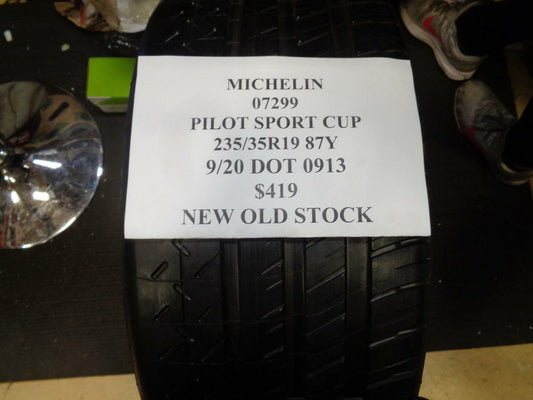 MICHELIN
07299
PILOT SPORT CUP
235/35R19 87Y
9/20 DOT 0913
$419
NEW OLD STOCK